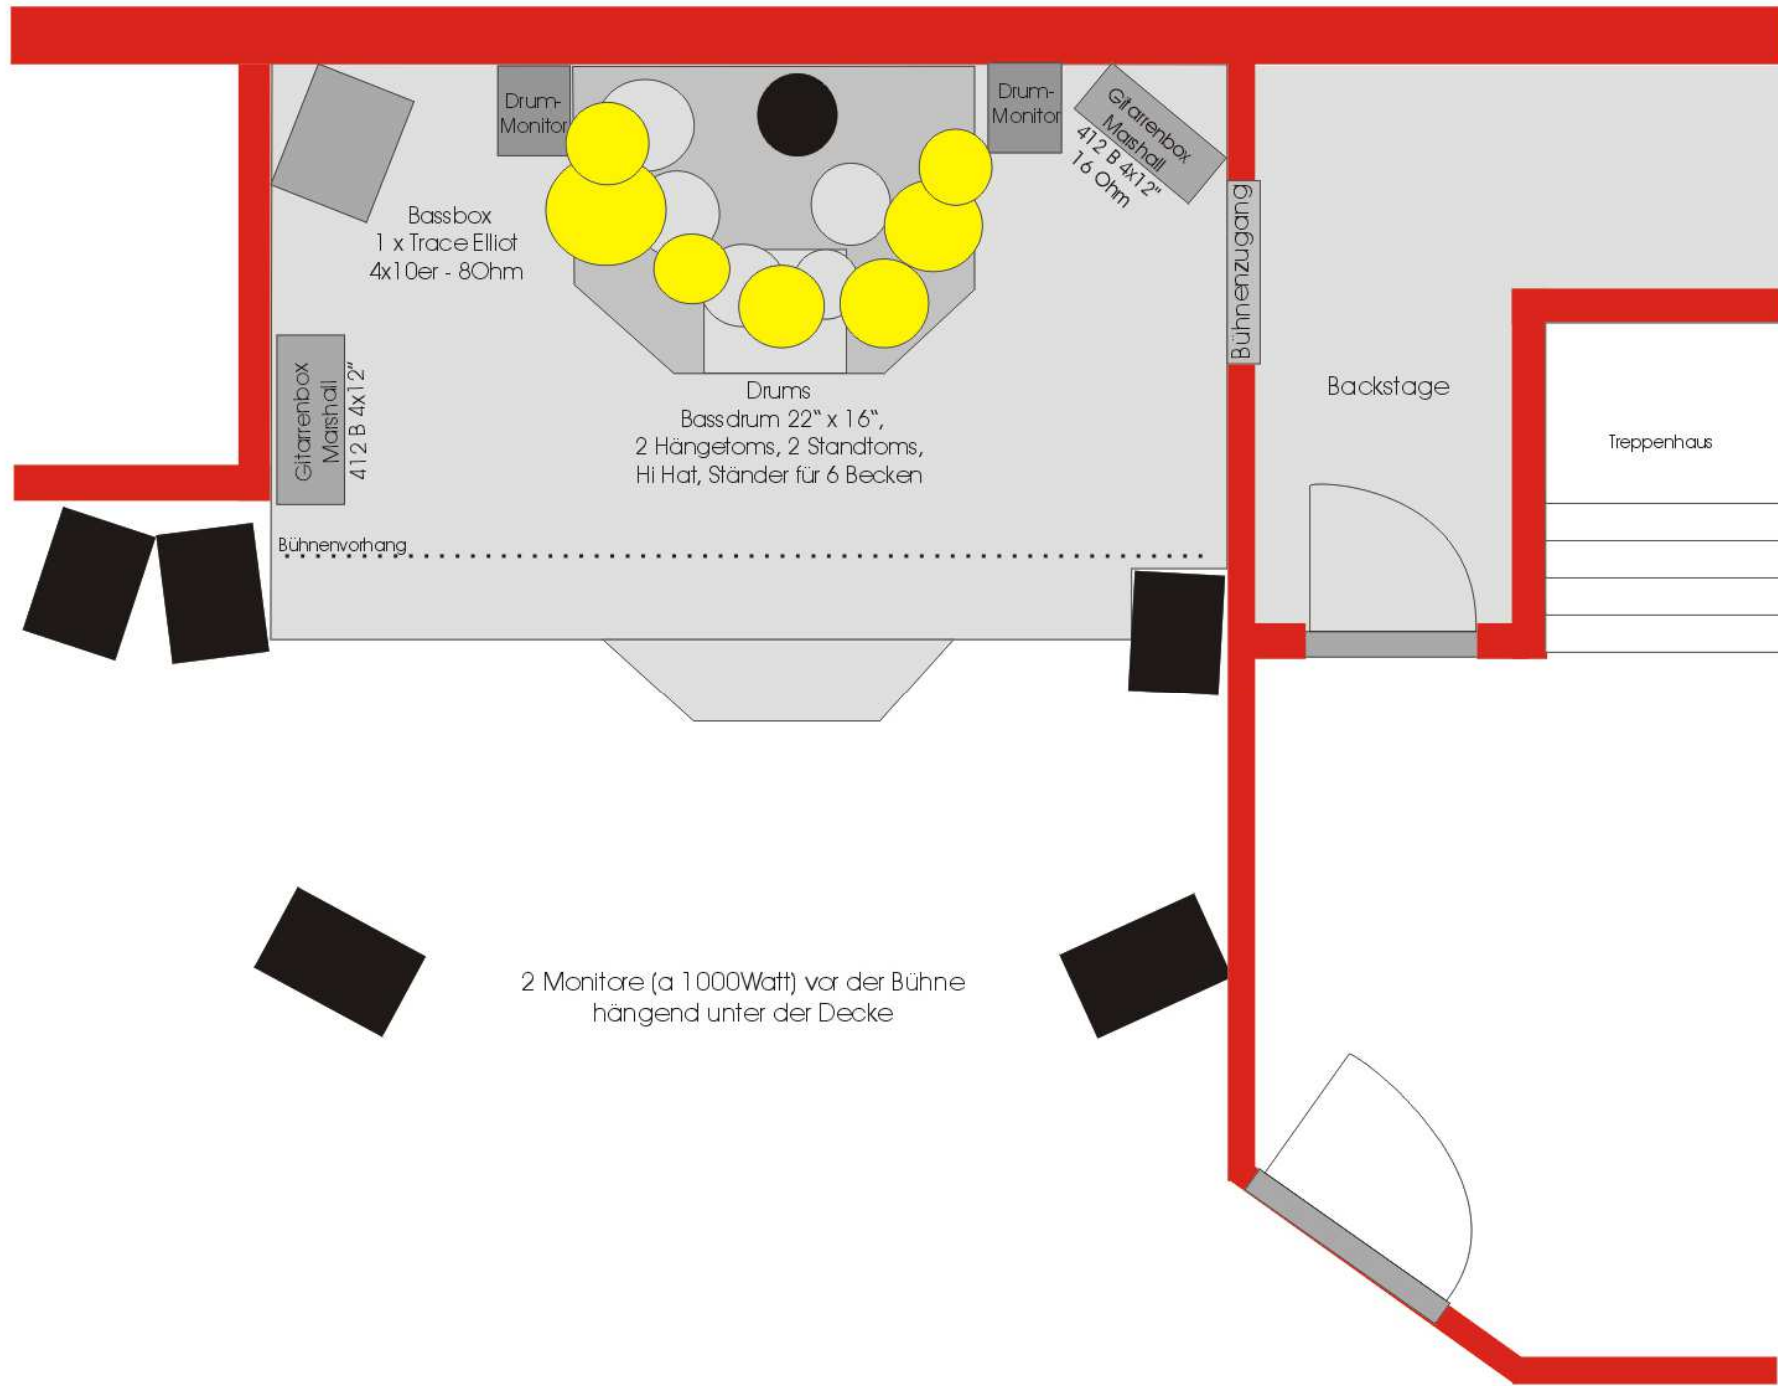 Drum-
Monitor
Drum-
Monitor
Gitarrenbox
Marshall
412 B 4x12"
16 Ohm
Bassbox
1 x Trace Elliot
4x10er - 8Ohm
Bühnenzugang
Gitarrenbox
Marshall
412 B 4x12"
Drums
Bassdrum 22“ x 16“,
2 Hängetoms, 2 Standtoms,
Hi Hat, Ständer für 6 Becken
Backstage
Treppenhaus
Bühnenvorhang
2 Monitore (a 1000Watt) vor der Bühne
hängend unter der Decke